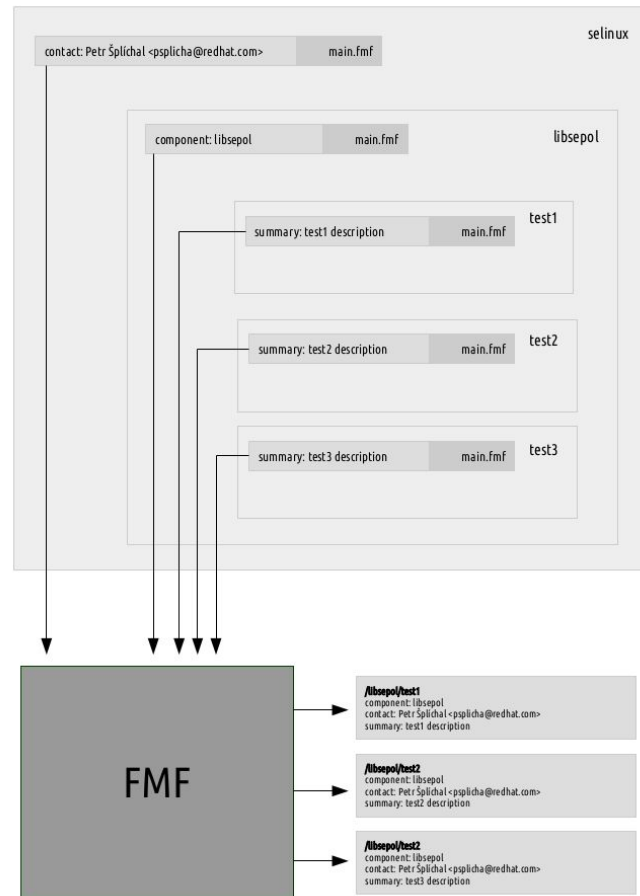 selinux
contact: Petr Šplíchal <psplicha@redhat.com> main.fmf
component: libsepol main.fmf
libsepol
test1
summary: test1 description main.fmf
test2
summary: test2 description main.fmf
test3
summary: test3 description main.fmf
FMF
/libsepol/test1
component: libsepol
contact: Petr Šplíchal <psplicha@redhat.com>
summary: test1 description
/libsepol/test2
component: libsepol
contact: Petr Šplíchal <psplicha@redhat.com>
summary: test2 description
/libsepol/test2
component: libsepol
contact: Petr Šplíchal <psplicha@redhat.com>
summary: test3 description